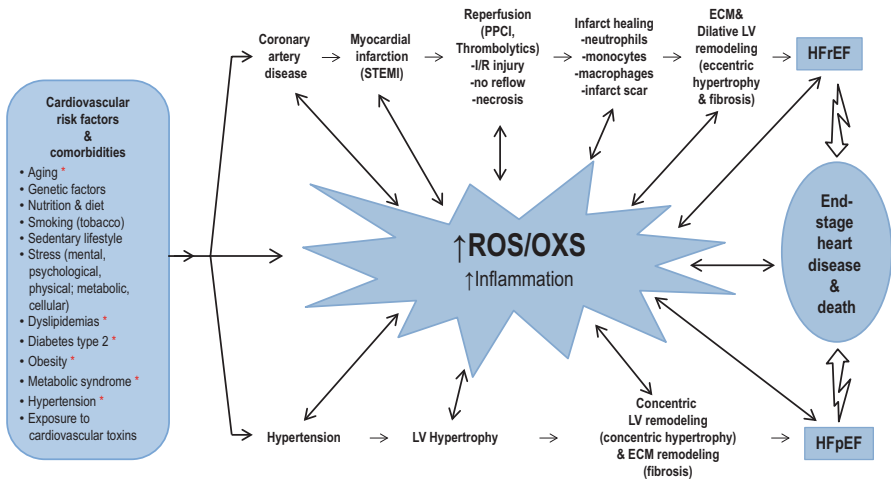 Cardiovascular
risk factors
&
comorbidities
• Aging *
• Genetic factors
• Nutrition & diet
• Smoking (tobacco)
• Sedentary lifestyle
• Stress (mental,
psychological,
physical; metabolic,
cellular)
• Dyslipidemias *
• Diabetes type 2 *
• Obesity *
• Metabolic syndrome *
• Hypertension *
• Exposure to
cardiovascular toxins
Coronary
artery
disease
Myocardial
infarction
(STEMI)
Reperfusion
(PPCI,
Thrombolytics)
-I/R injury
-no reflow
-necrosis
Infarct healing
-neutrophils
-monocytes
-macrophages
-infarct scar
ECM&
Dilative LV
remodeling
(eccentric
hypertrophy
& fibrosis)
HFrEF
↑ROS/OXS
↑Inflammation
End-
stage
heart
disease
&
death
Hypertension
LV Hypertrophy
Concentric
LV remodeling
(concentric hypertrophy)
& ECM remodeling
(fibrosis)
HFpEF